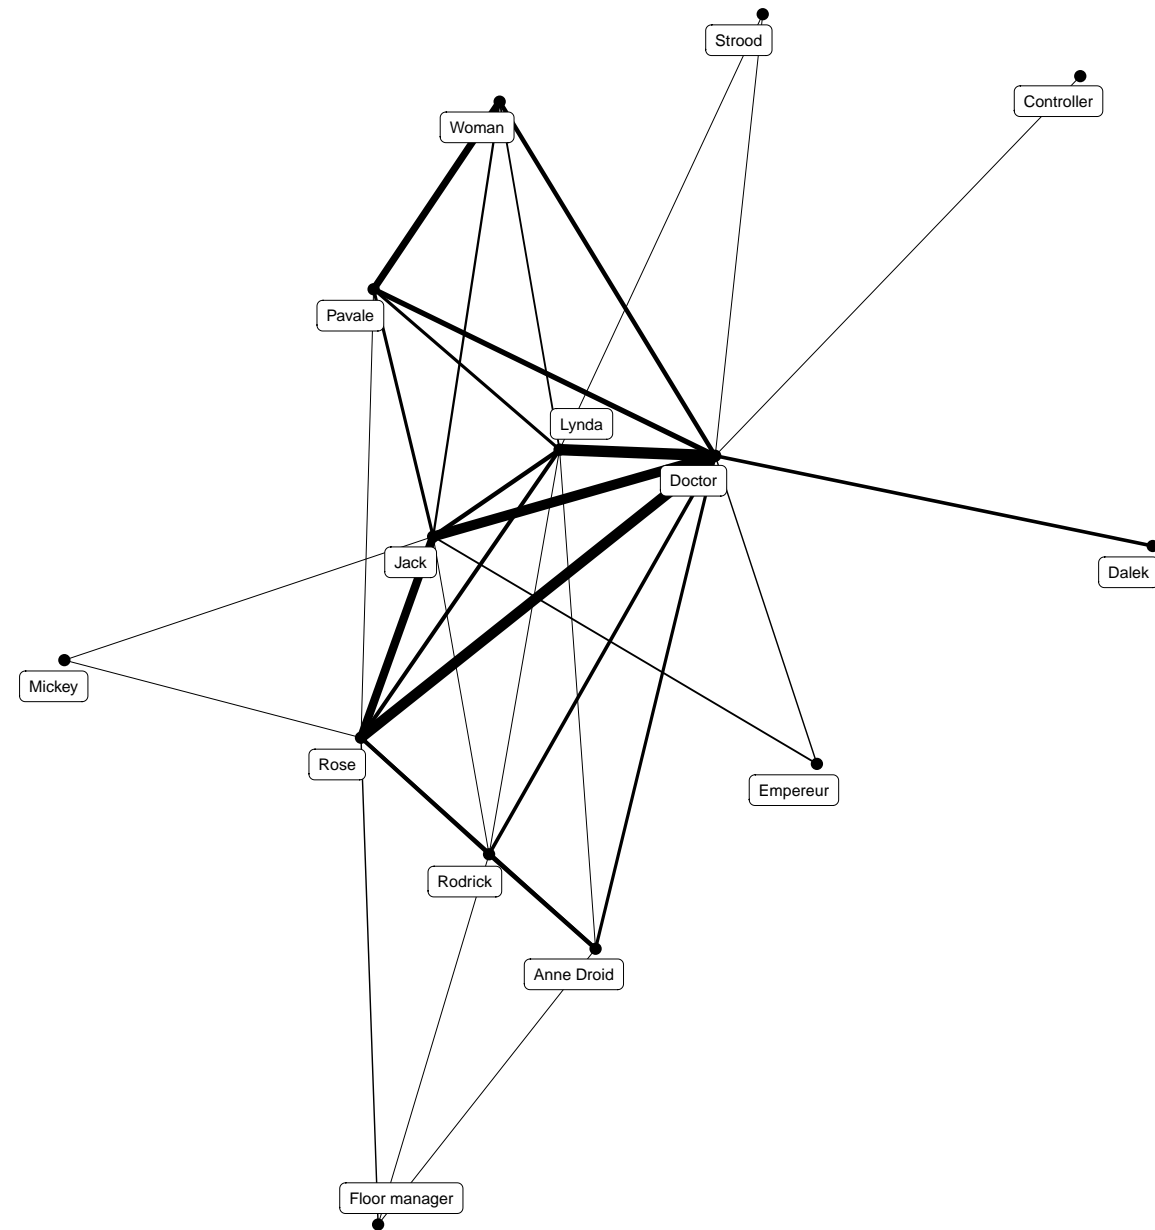 Strood
Controller
Woman
Pavale
Lynda
Doctor
Jack
Dalek
Mickey
Rose
Empereur
Rodrick
Anne Droid
Floor manager